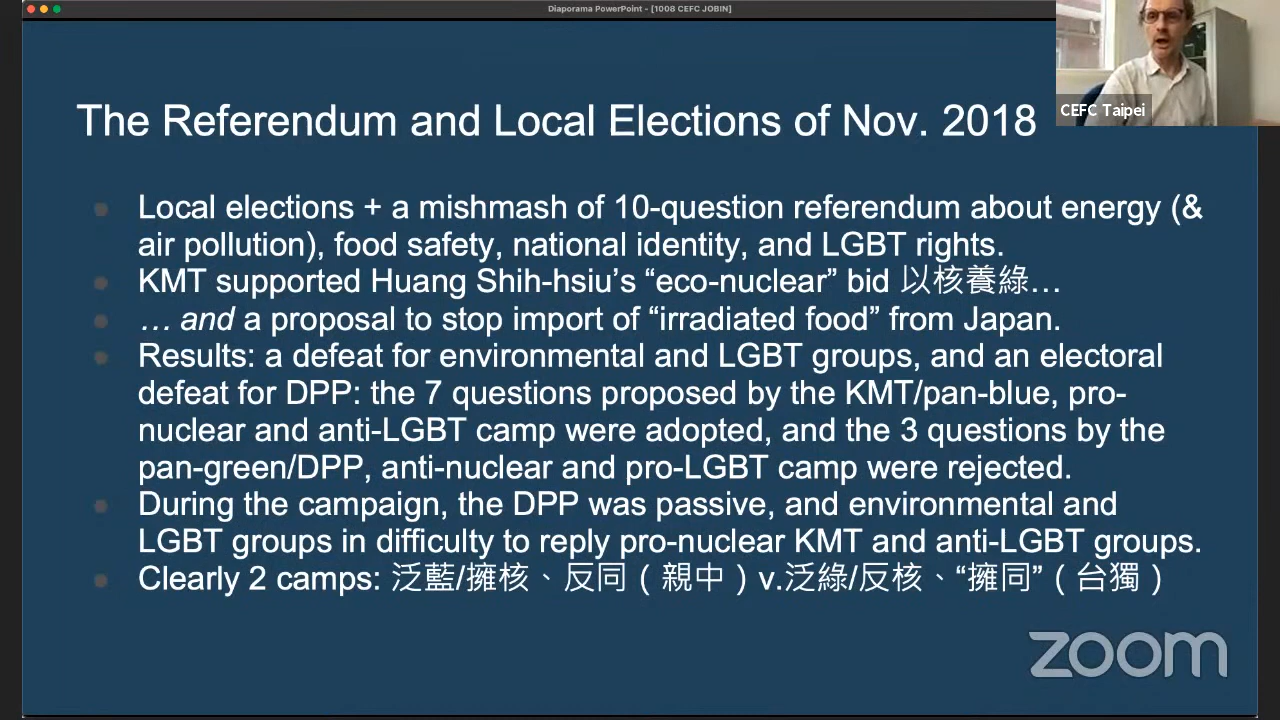 Diaporama PowerPoint - [1008 CEFC JOBIN]
CEFC Taipei
The Referendum and Local Elections of Nov. 2018
Local elections + a mishmash of 10-question referendum about energy (&
air pollution), food safety, national identity, and LGBT rights.
KMT supported Huang Shih-hsiu’s “eco-nuclear” bid 以核養綠…
… and a proposal to stop import of “irradiated food” from Japan.
Results: a defeat for environmental and LGBT groups, and an electoral
defeat for DPP: the 7 questions proposed by the KMT/pan-blue, pro-
nuclear and anti-LGBT camp were adopted, and the 3 questions by the
pan-green/DPP, anti-nuclear and pro-LGBT camp were rejected.
During the campaign, the DPP was passive, and environmental and
LGBT groups in difficulty to reply pro-nuclear KMT and anti-LGBT groups.
Clearly 2 camps: 泛藍/擁核、反同（親中）v.泛綠/反核、“擁同”（台獨）
zoom